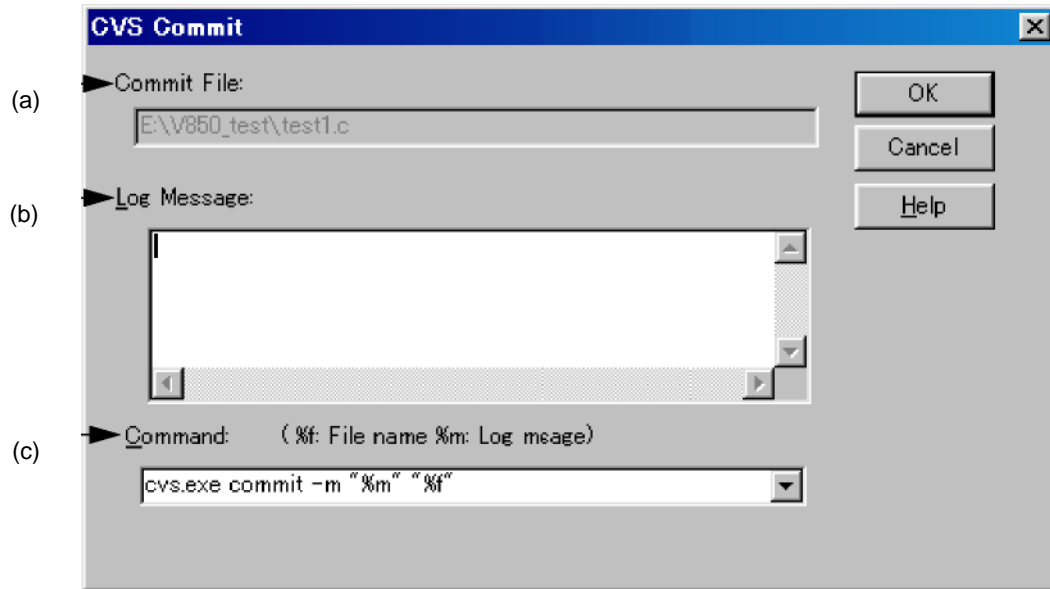 CVS Commit
(a)
Commit File:
E:\V850_test\test1.c
OK
Cancel
(b)
Log Message:
Help
(c)
Command: ( %f: File name %m: Log meage)
cvs.exe commit -m "%m" "%f"